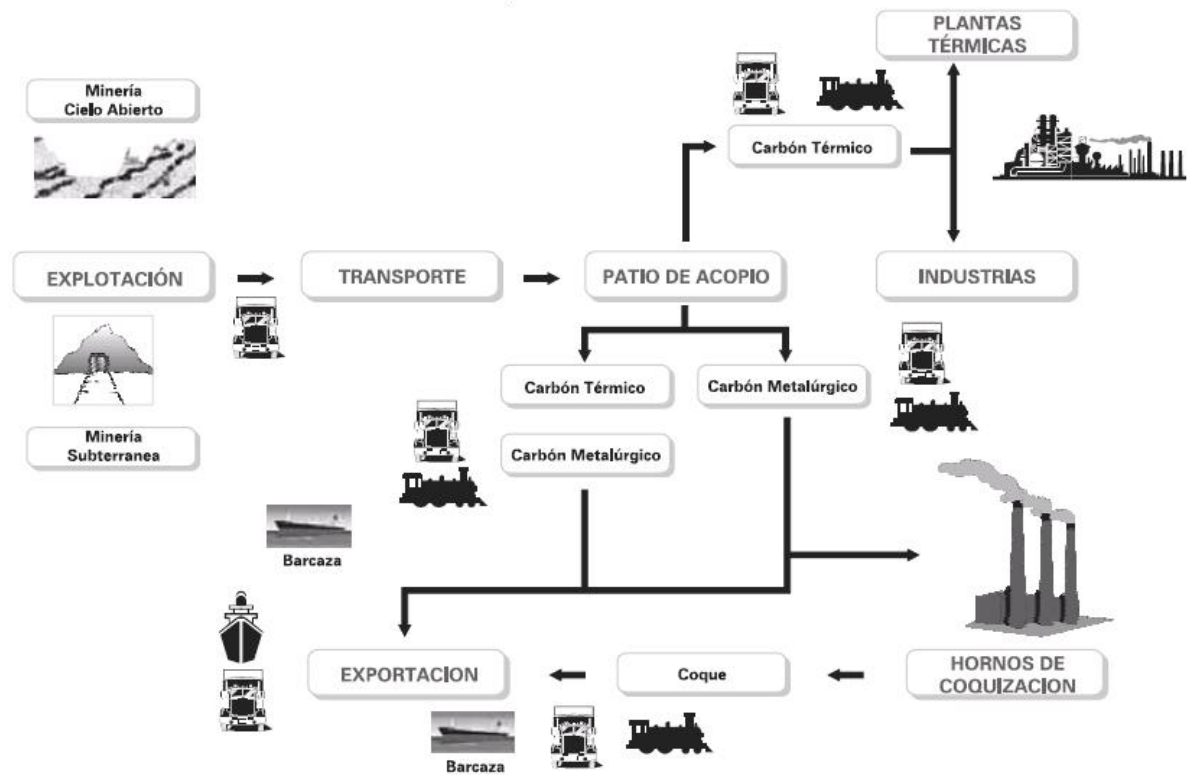 PLANTAS
TÉRMICAS
Minería
Cielo Abierto
Carbón Térmico
EXPLOTACIÓN
TRANSPORTE
PATIO DE ACOPIO
INDUSTRIAS
Carbón Térmico
Carbón Metalúrgico
Minería
Subterranea
Carbón Metalúrgico
Barcaza
EXPORTACION
Coque
HORNOS DE
COQUIZACION
Barcaza